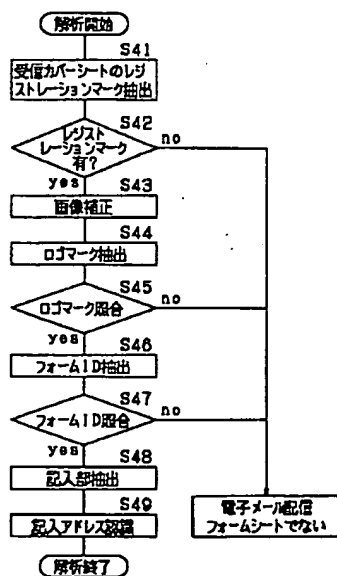 解析開始
S41
受信カバーシートのレジ
ストレーションマーク抽出
S42
レジスト
レーションマーク
有?
no
yes
S43
画像補正
S44
ロゴマーク抽出
S45
ロゴマーク照合
no
yes
S46
フォームID抽出
S47
フォームID照合
no
yes
S48
記入部抽出
S49
記入アドレス認識
電子メール配信
フォームシートでない
解析終了